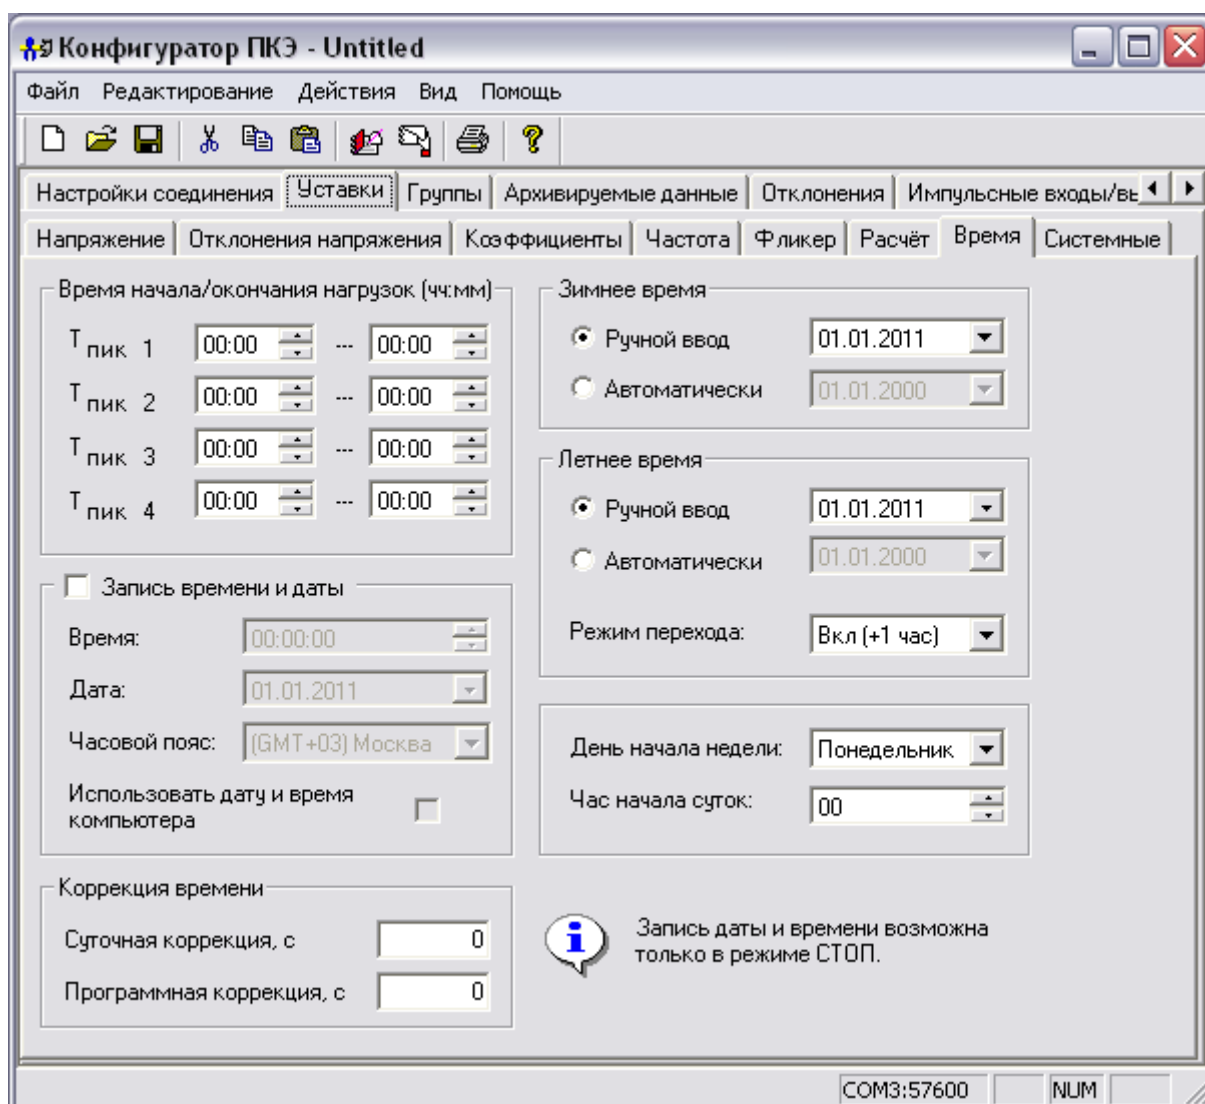 Конфигуратор ПКЭ - Untitled
Файл Редактирование Действия Вид Помощь
Настройки соединения Уставки Группы Архивируемые данные Отклонения Импульсные входы/вы
Напряжение Отклонения напряжения Коэффициенты Частота Фликер Расчёт Время Системные
Время начала/окончания нагрузок (чч:мм)
Т пик 1 00:00 --- 00:00
Т пик 2 00:00 --- 00:00
Т пик 3 00:00 --- 00:00
Т пик 4 00:00 --- 00:00
Запись времени и даты
Время: 00:00:00
Дата: 01.01.2011
Часовой пояс: (GMT+03) Москва
Использовать дату и время
компьютера
Коррекция времени
Суточная коррекция, с 0
Программная коррекция, с 0
Зимнее время
Ручной ввод 01.01.2011
Автоматически 01.01.2000
Летнее время
Ручной ввод 01.01.2011
Автоматически 01.01.2000
Режим перехода: Вкл (+1 час)
День начала недели: Понедельник
Час начала суток: 00
Запись даты и времени возможна
только в режиме СТОП.
COM3:57600 NUM